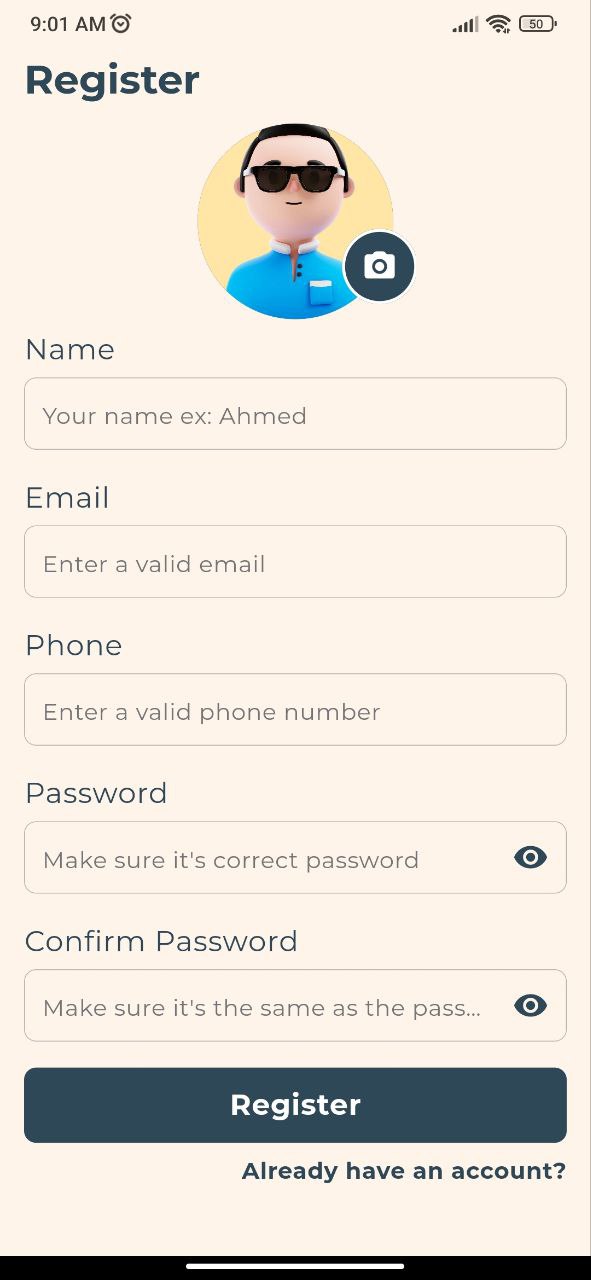 9:01 AM
50
Register
Name
Your name ex: Ahmed
Email
Enter a valid email
Phone
Enter a valid phone number
Password
Make sure it's correct password
Confirm Password
Make sure it's the same as the pass...
Register
Already have an account?